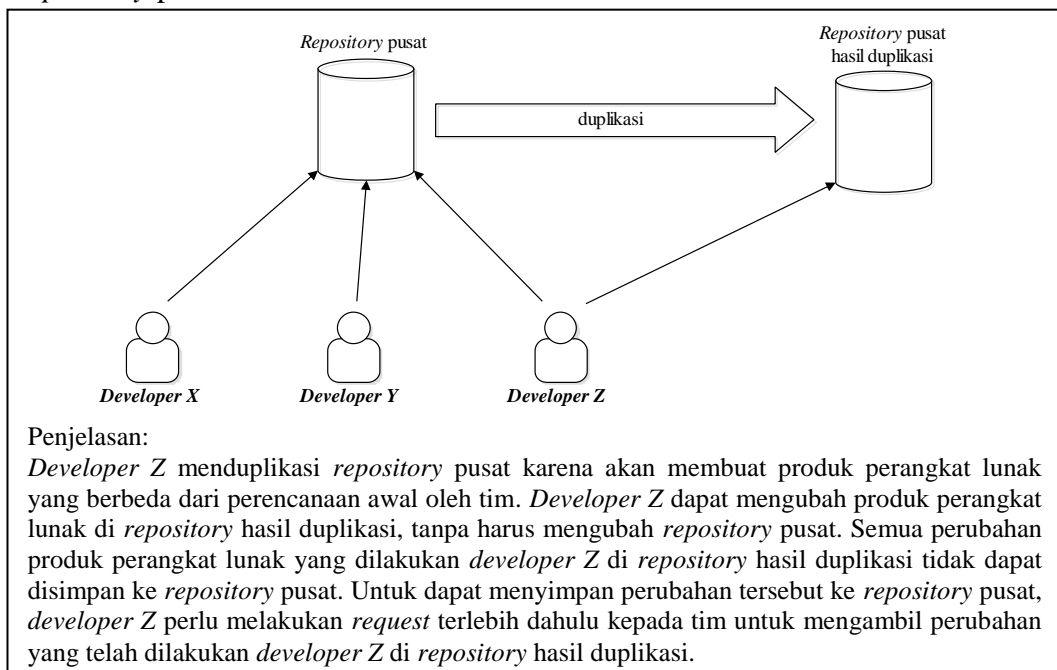 Repository pusat
Repository pusat
hasil duplikasi
duplikasi
Developer X
Developer Y
Developer Z
Penjelasan:
Developer Z menduplikasi repository pusat karena akan membuat produk perangkat lunak
yang berbeda dari perencanaan awal oleh tim. Developer Z dapat mengubah produk perangkat
lunak di repository hasil duplikasi, tanpa harus mengubah repository pusat. Semua perubahan
produk perangkat lunak yang dilakukan developer Z di repository hasil duplikasi tidak dapat
disimpan ke repository pusat. Untuk dapat menyimpan perubahan tersebut ke repository pusat,
developer Z perlu melakukan request terlebih dahulu kepada tim untuk mengambil perubahan
yang telah dilakukan developer Z di repository hasil duplikasi.